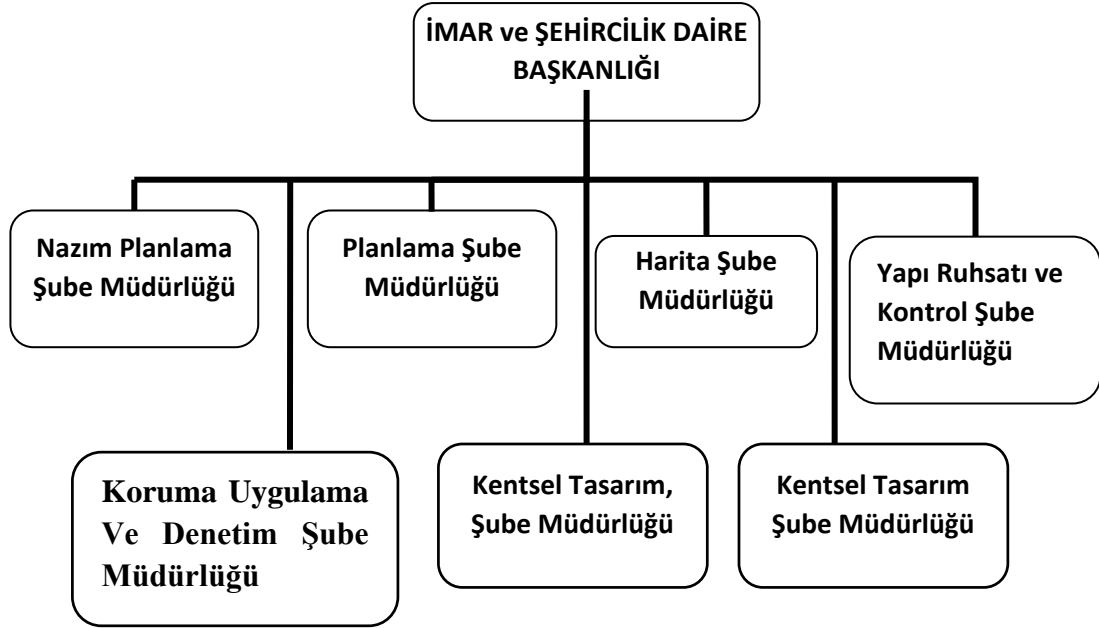 İMAR ve ŞEHİRCİLİK DAİRE
BAŞKANLIĞI
Nazım Planlama
Şube Müdürlüğü
Planlama Şube
Müdürlüğü
Harita Şube
Müdürlüğü
Yapı Ruhsatı ve
Kontrol Şube
Müdürlüğü
Koruma Uygulama
Ve Denetim Şube
Müdürlüğü
Kentsel Tasarım,
Şube Müdürlüğü
Kentsel Tasarım
Şube Müdürlüğü